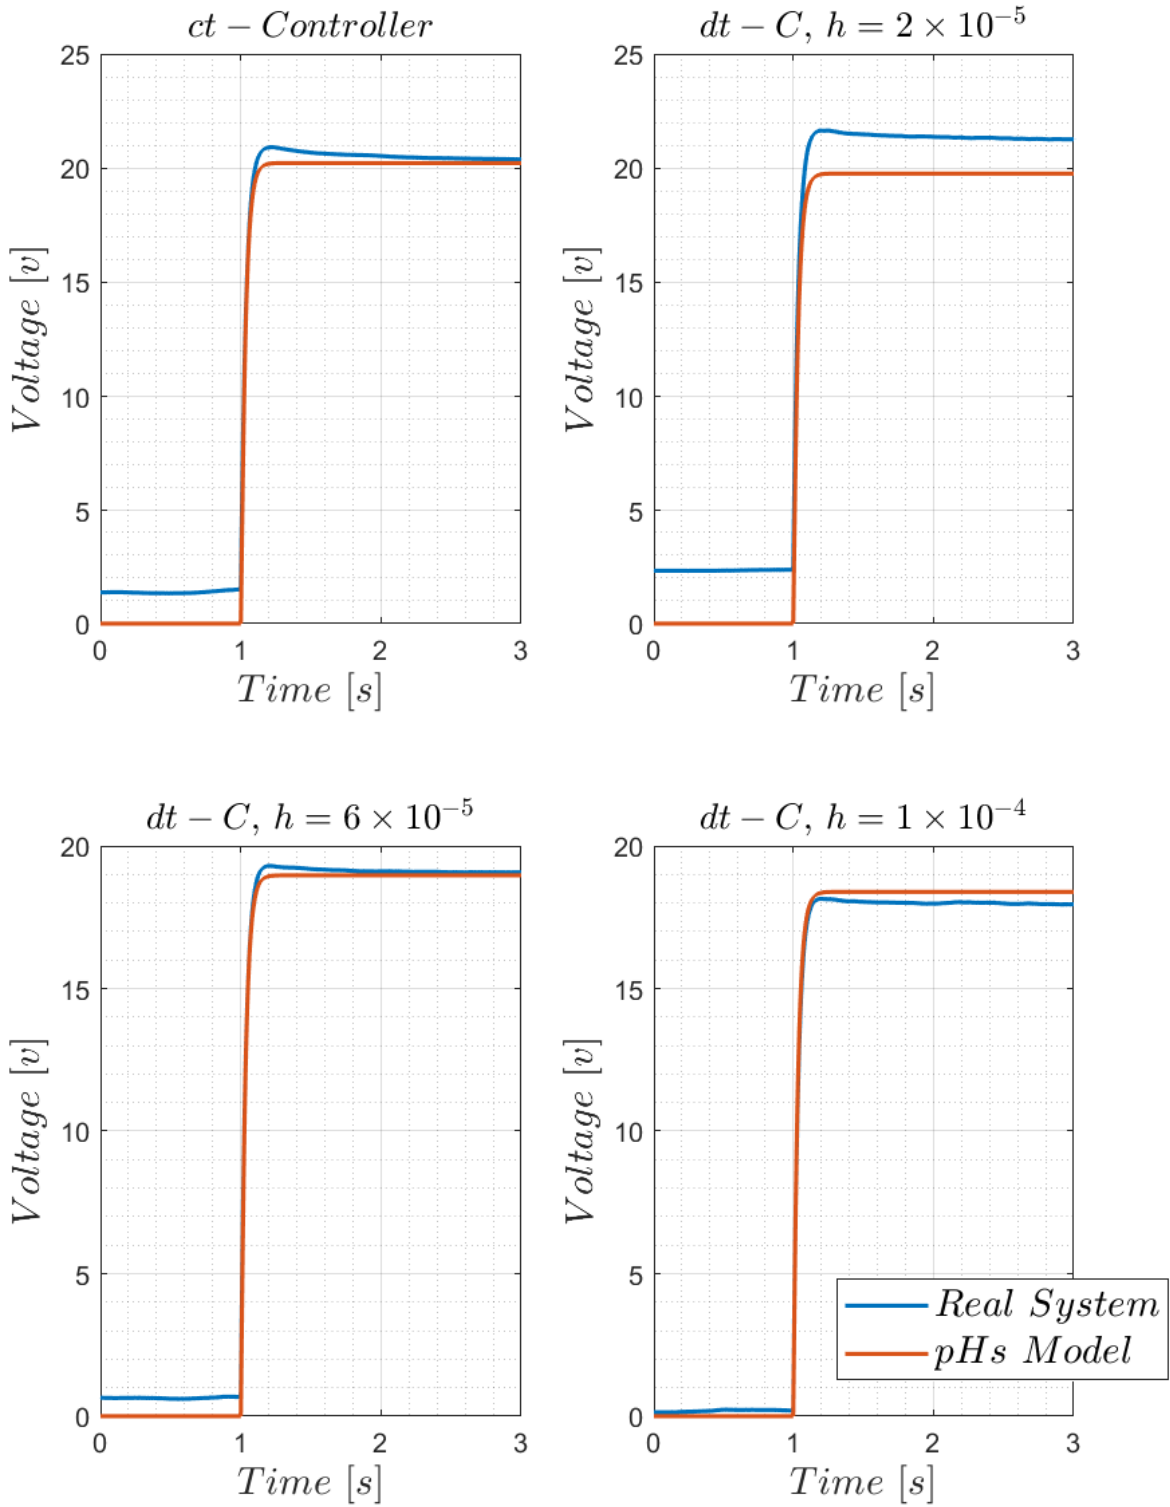 ct − Controller
25
20
15
10
5
0
0 1 2 3
Voltage [v]
Time [s]
dt − C, h = 2 × 10⁻⁵
25
20
15
10
5
0
0 1 2 3
Voltage [v]
Time [s]
dt − C, h = 6 × 10⁻⁵
20
15
10
5
0
0 1 2 3
Voltage [v]
Time [s]
dt − C, h = 1 × 10⁻⁴
20
15
10
5
0
0 1 2 3
Voltage [v]
Time [s]
Real System
pHs Model